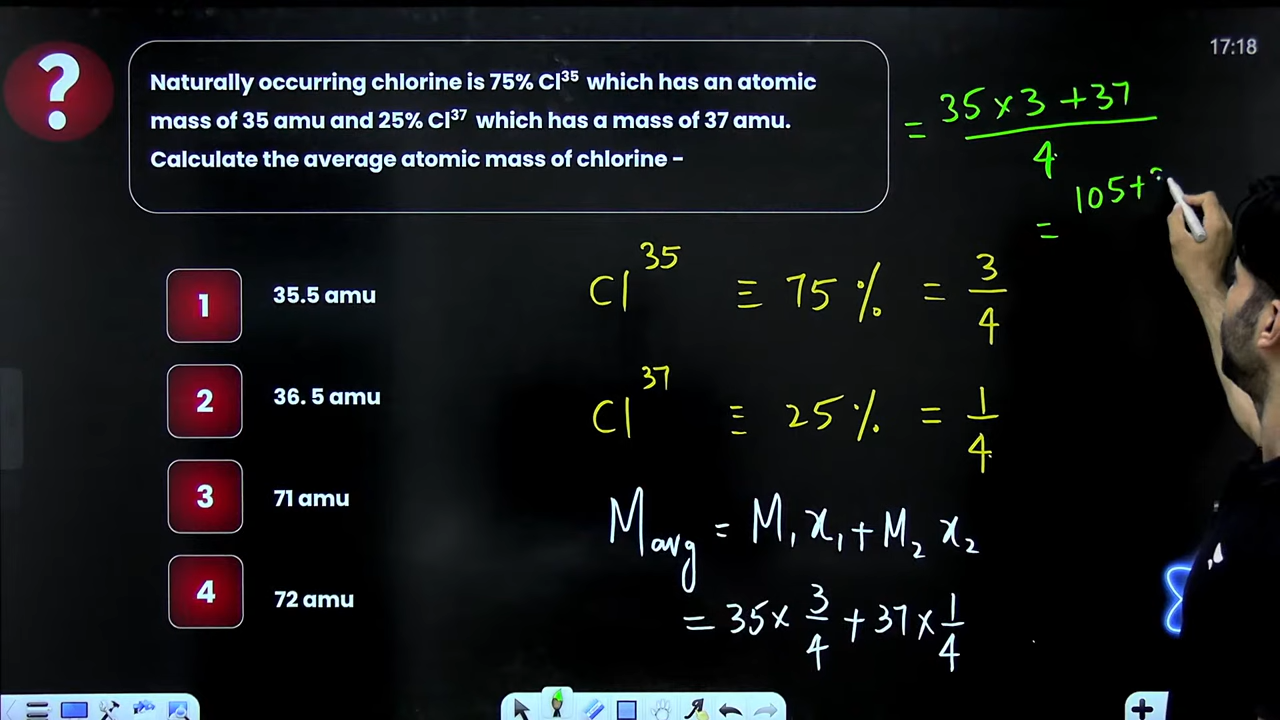 ?
17:18
Naturally occurring chlorine is 75% Cl³⁵ which has an atomic
mass of 35 amu and 25% Cl³⁷ which has a mass of 37 amu.
Calculate the average atomic mass of chlorine -
1 35.5 amu
2 36. 5 amu
3 71 amu
4 72 amu
Cl³⁵ ≡ 75 % = 3/4
Cl³⁷ ≡ 25 % = 1/4
Mavg = M₁x₁ + M₂x₂
= 35 × 3/4 + 37 × 1/4
= (35 × 3 + 37)/4
= 105 +